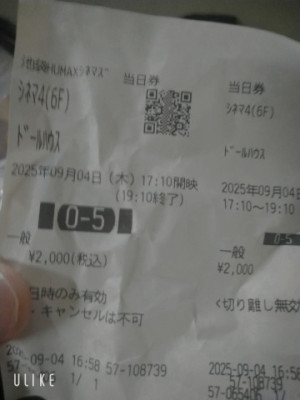 池袋HUMAXシネマズ 当日券
シネマ4(6F)
ドールハウス
2025年09月04日 (木) 17:10開映
(19:10終了)
O-5
一般
¥2,000(税込)
日時のみ有効
・キャンセルは不可
2025-09-04 16:58 57-108739
57- 1/ 1
当日券
シネマ4(6F)
ドールハウス
2025年09月04
17:10～19:10
O-5
一般
¥2,000
<切り離し無効
2025-09-04 16:58
57-108739
57-065406 1/
ULIKE